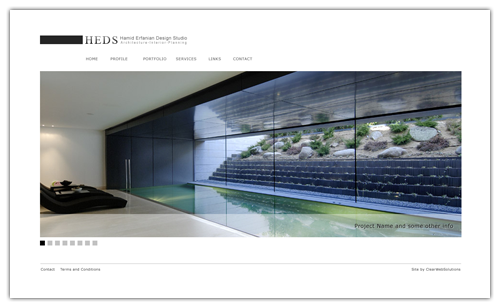 HEDS Hamid Erfanian Design Studio
Architecture-Interior Planning
HOME PROFILE PORTFOLIO SERVICES LINKS CONTACT
Project Name and some other info
Contact Terms and Conditions Site by ClearWebSolutions